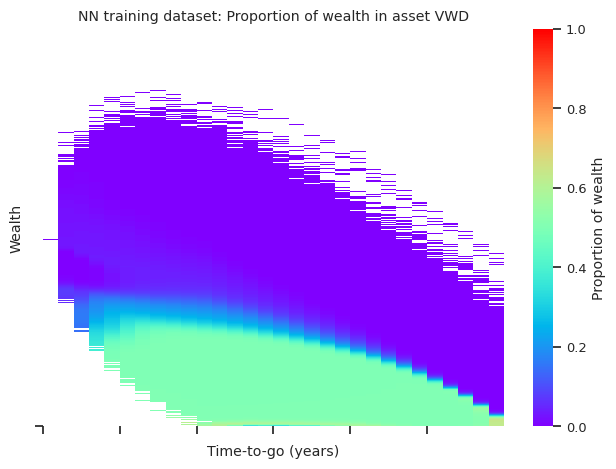 NN training dataset: Proportion of wealth in asset VWD
Wealth
Time-to-go (years)
1.0
0.8
0.6
0.4
0.2
0.0
Proportion of wealth